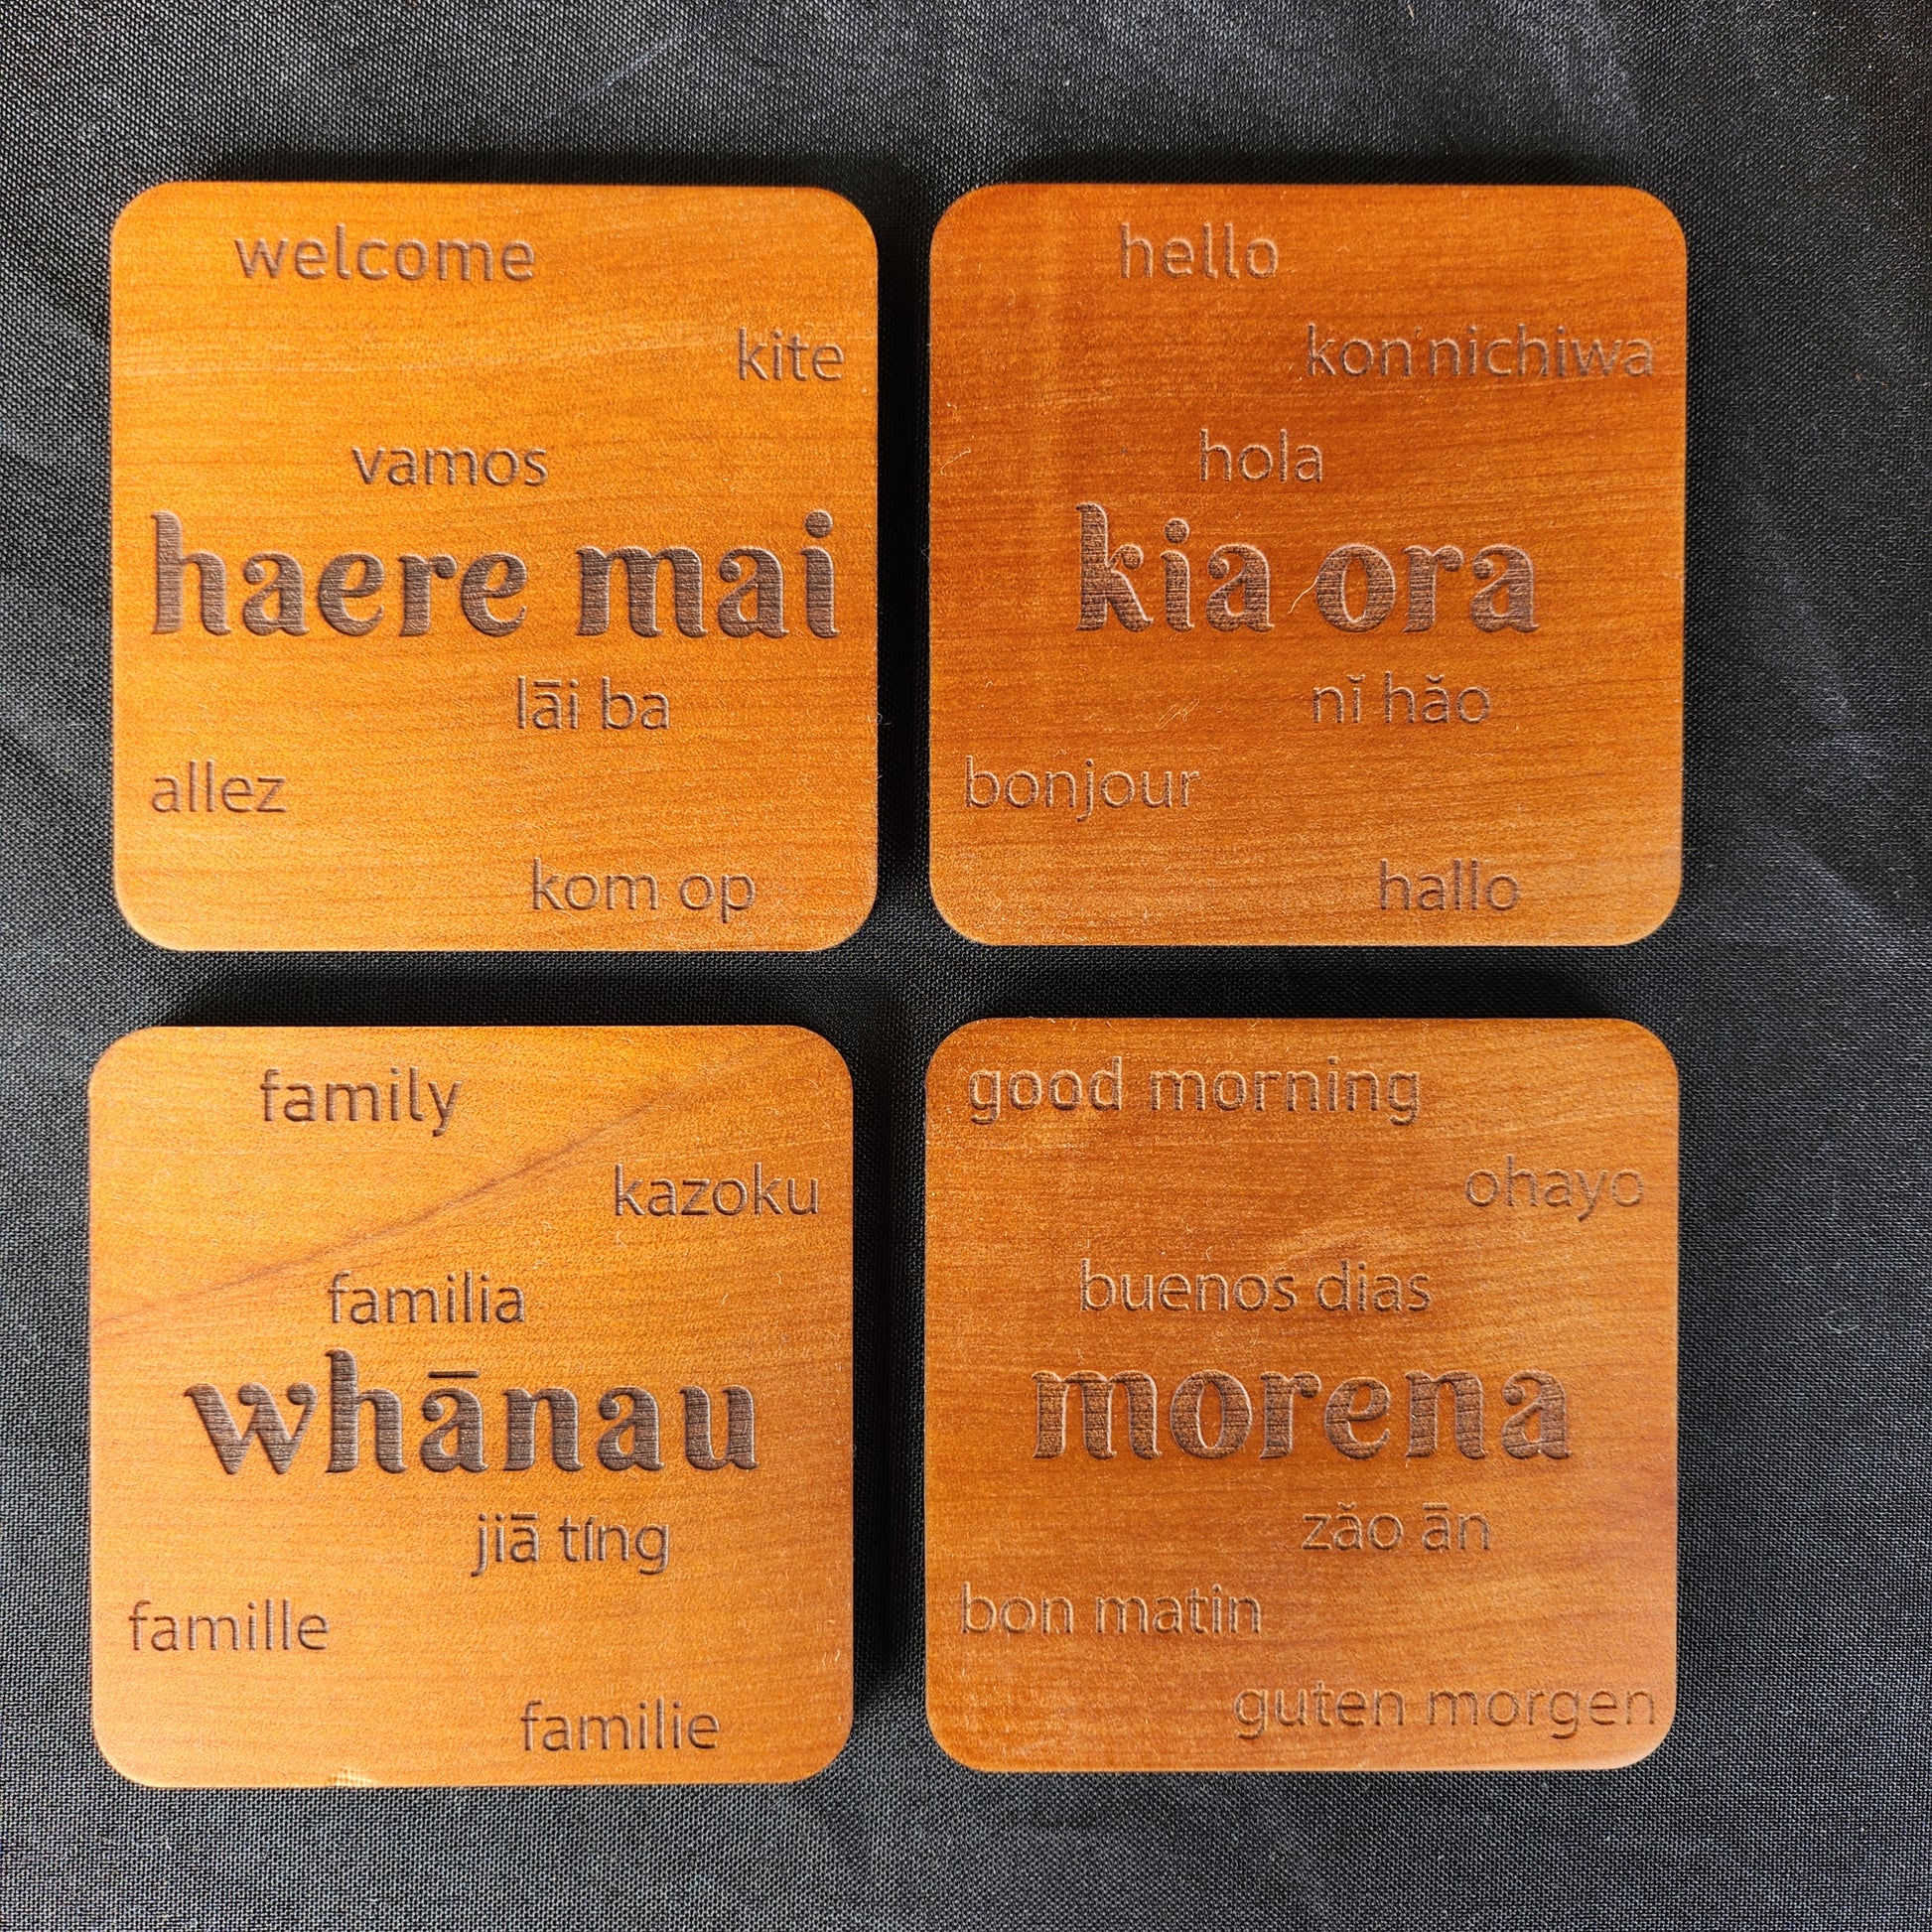 welcome
kite
vamos
haere mai
lāi ba
allez
kom op
hello
kon'nichiwa
hola
kia ora
nǐ hǎo
bonjour
hallo
family
kazoku
familia
whānau
jiā tíng
famille
familie
good morning
ohayo
buenos dias
morena
zǎo ān
bon matin
guten morgen